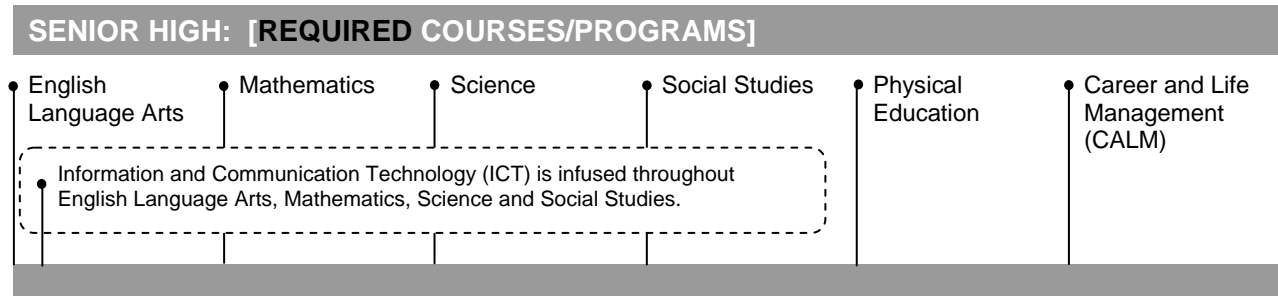 SENIOR HIGH: [REQUIRED COURSES/PROGRAMS]
English
Language Arts
Mathematics
Science
Social Studies
Physical
Education
Career and Life
Management
(CALM)
Information and Communication Technology (ICT) is infused throughout
English Language Arts, Mathematics, Science and Social Studies.